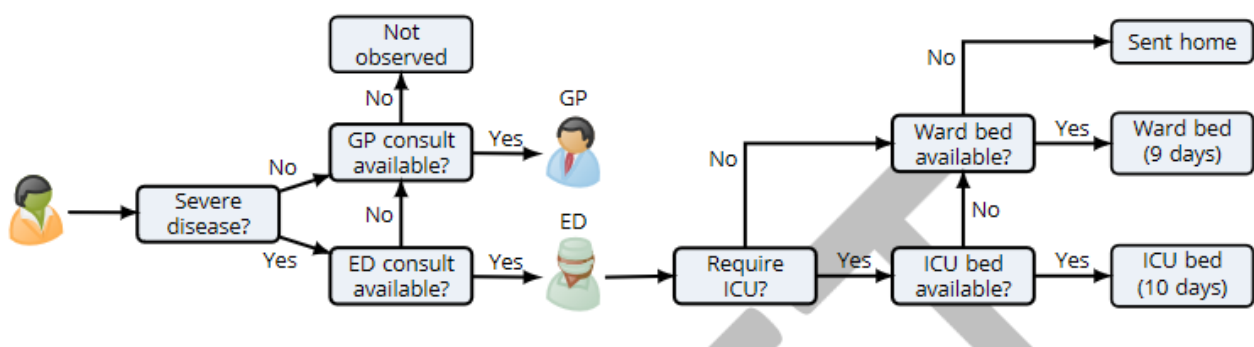 Not
observed
Sent home
No
No
GP
GP consult
available?
Yes
Ward bed
available?
Yes
Ward bed
(9 days)
No
No
Severe
disease?
No
ED
No
Yes
ED consult
available?
Yes
Require
ICU?
Yes
ICU bed
available?
Yes
ICU bed
(10 days)